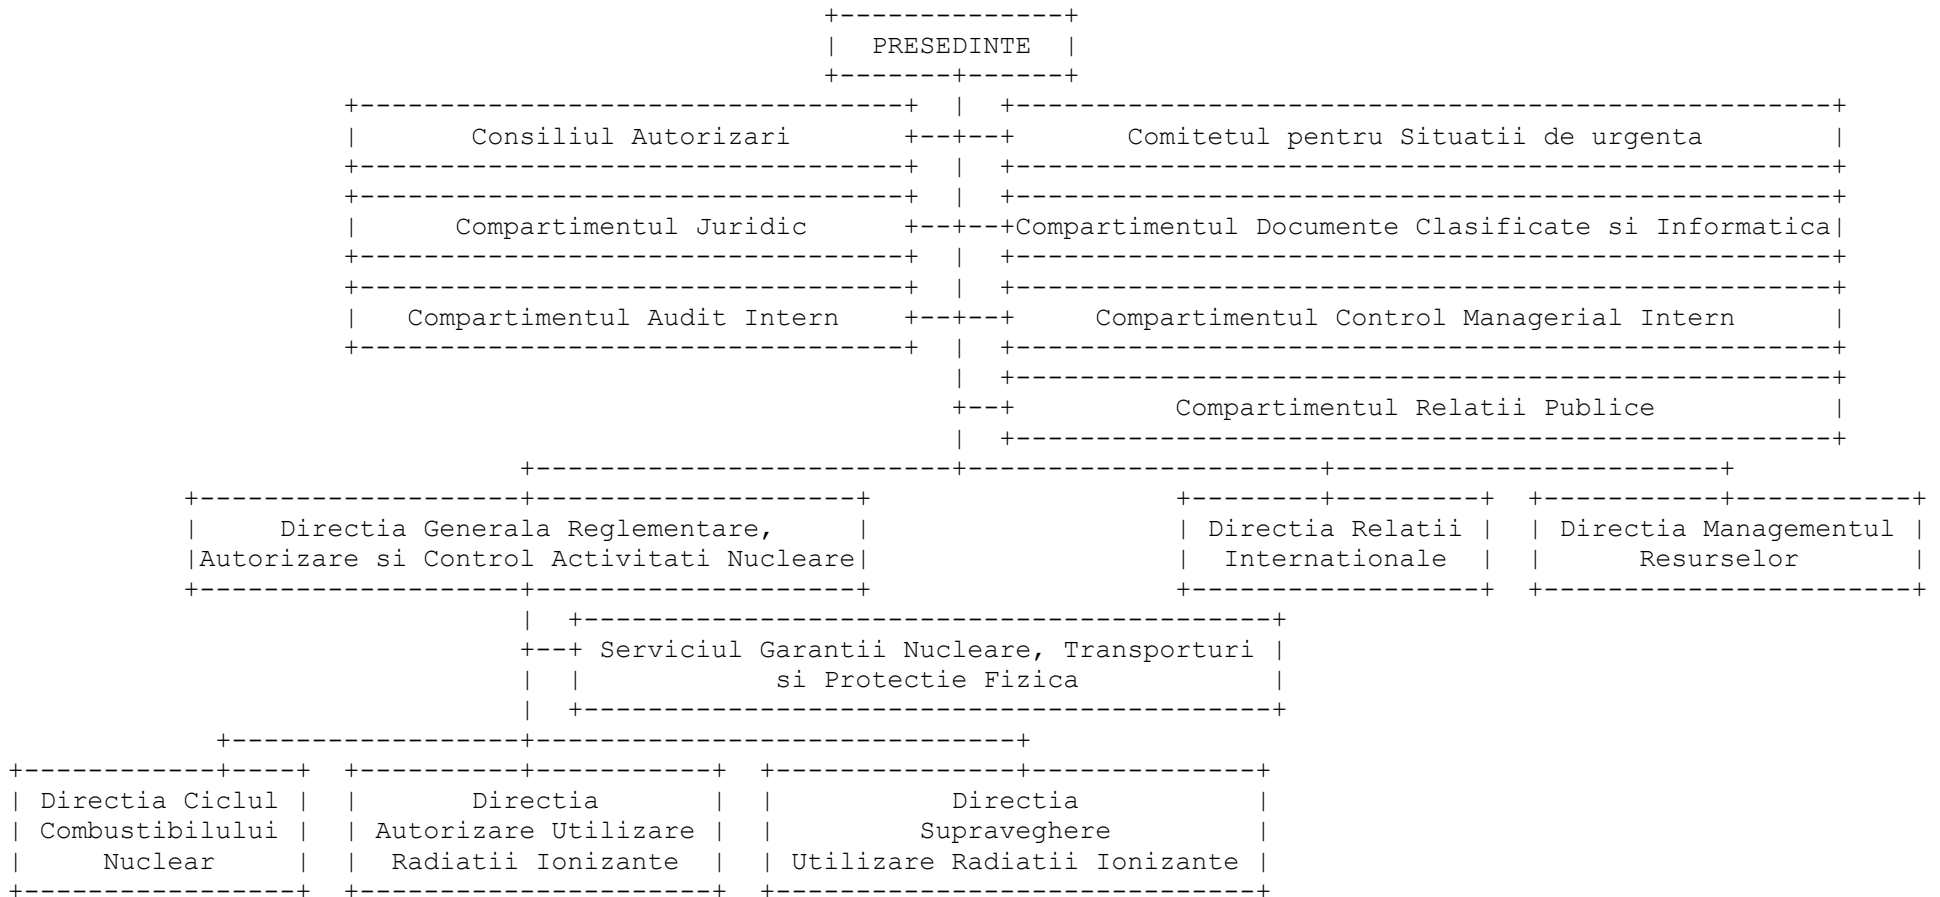 PRESEDINTE
Consiliul Autorizari
Comitetul pentru Situatii de urgenta
Compartimentul Juridic
Compartimentul Documente Clasificate si Informatica
Compartimentul Audit Intern
Compartimentul Control Managerial Intern
Compartimentul Relatii Publice
Directia Generala Reglementare,
Autorizare si Control Activitati Nucleare
Directia Relatii
Internationale
Directia Managementul
Resurselor
Serviciul Garantii Nucleare, Transporturi
si Protectie Fizica
Directia Ciclul
Combustibilului
Nuclear
Directia
Autorizare Utilizare
Radiatii Ionizante
Directia
Supraveghere
Utilizare Radiatii Ionizante